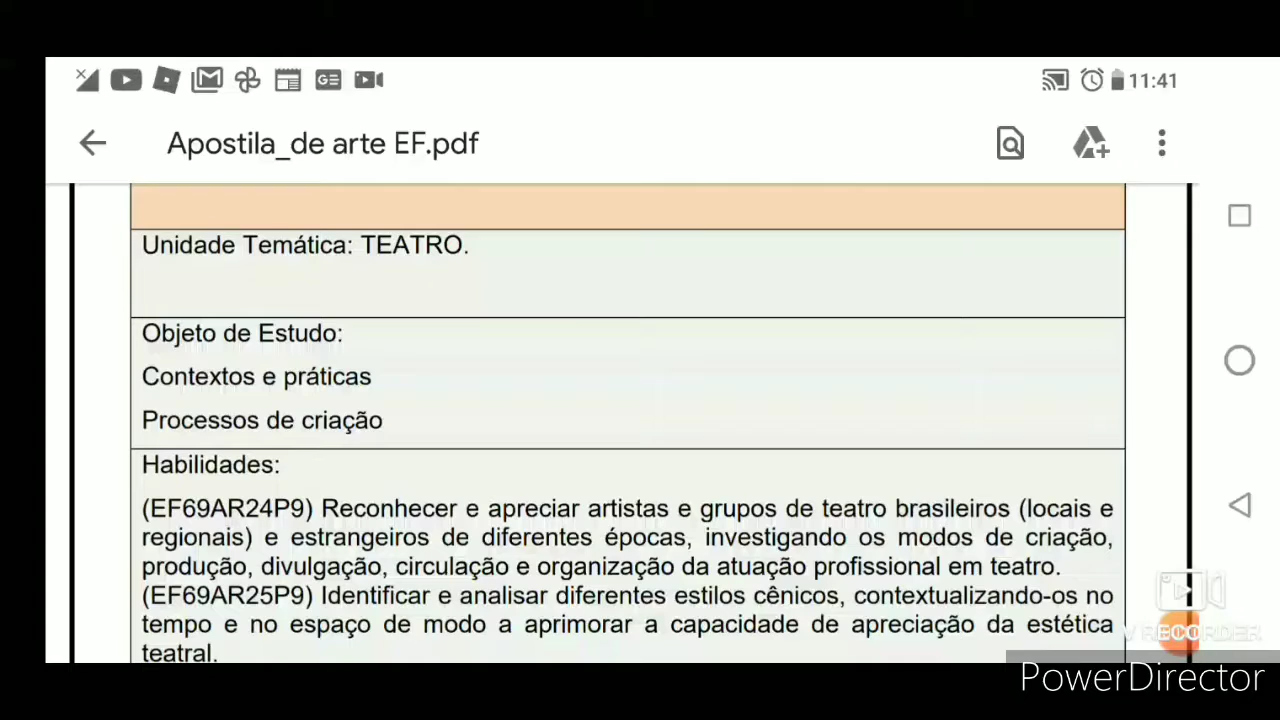 11:41
Apostila_de arte EF.pdf
Unidade Temática: TEATRO.
Objeto de Estudo:
Contextos e práticas
Processos de criação
Habilidades:
(EF69AR24P9) Reconhecer e apreciar artistas e grupos de teatro brasileiros (locais e
regionais) e estrangeiros de diferentes épocas, investigando os modos de criação,
produção, divulgação, circulação e organização da atuação profissional em teatro.
(EF69AR25P9) Identificar e analisar diferentes estilos cênicos, contextualizando-os no
tempo e no espaço de modo a aprimorar a capacidade de apreciação da estética
teatral.
V RECORDER
PowerDirector